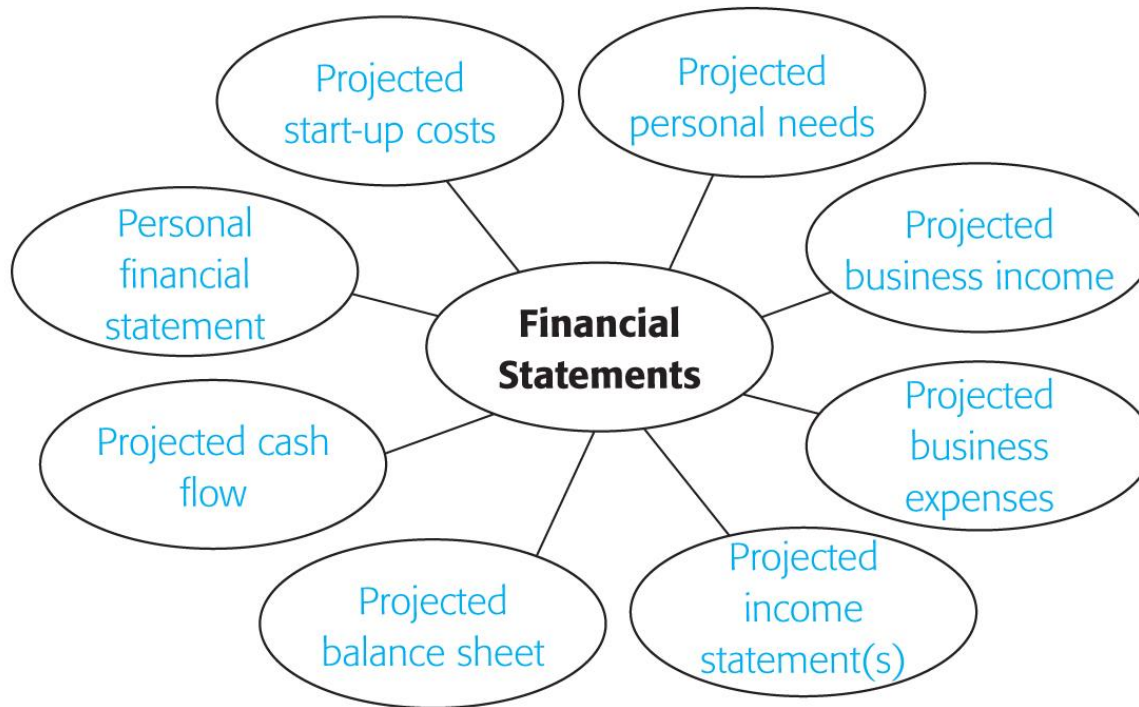 Projected
start-up costs
Projected
personal needs
Personal
financial
statement
Projected
business income
Financial
Statements
Projected cash
flow
Projected
business
expenses
Projected
balance sheet
Projected
income
statement(s)